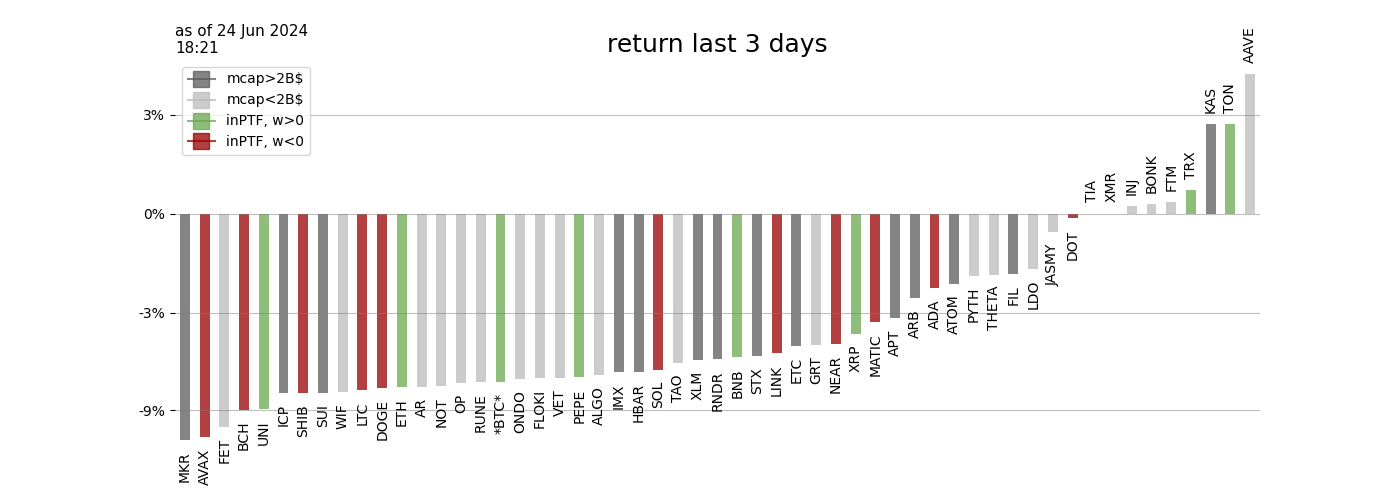 as of 24 Jun 2024
18:21
return last 3 days
mcap>2B$
mcap<2B$
inPTF, w>0
inPTF, w<0
3%
0%
-3%
-9%
MKR
AVAX
FET
BCH
UNI
ICP
SHIB
SUI
WIF
LTC
DOGE
ETH
AR
NOT
OP
RUNE
*BTC*
ONDO
FLOKI
VET
PEPE
ALGO
IMX
HBAR
SOL
TAO
XLM
RNDR
BNB
STX
LINK
ETC
GRT
NEAR
XRP
MATIC
APT
ARB
ADA
ATOM
PYTH
THETA
FIL
LDO
JASMY
DOT
TIA
XMR
INJ
BONK
FTM
TRX
KAS
TON
AAVE